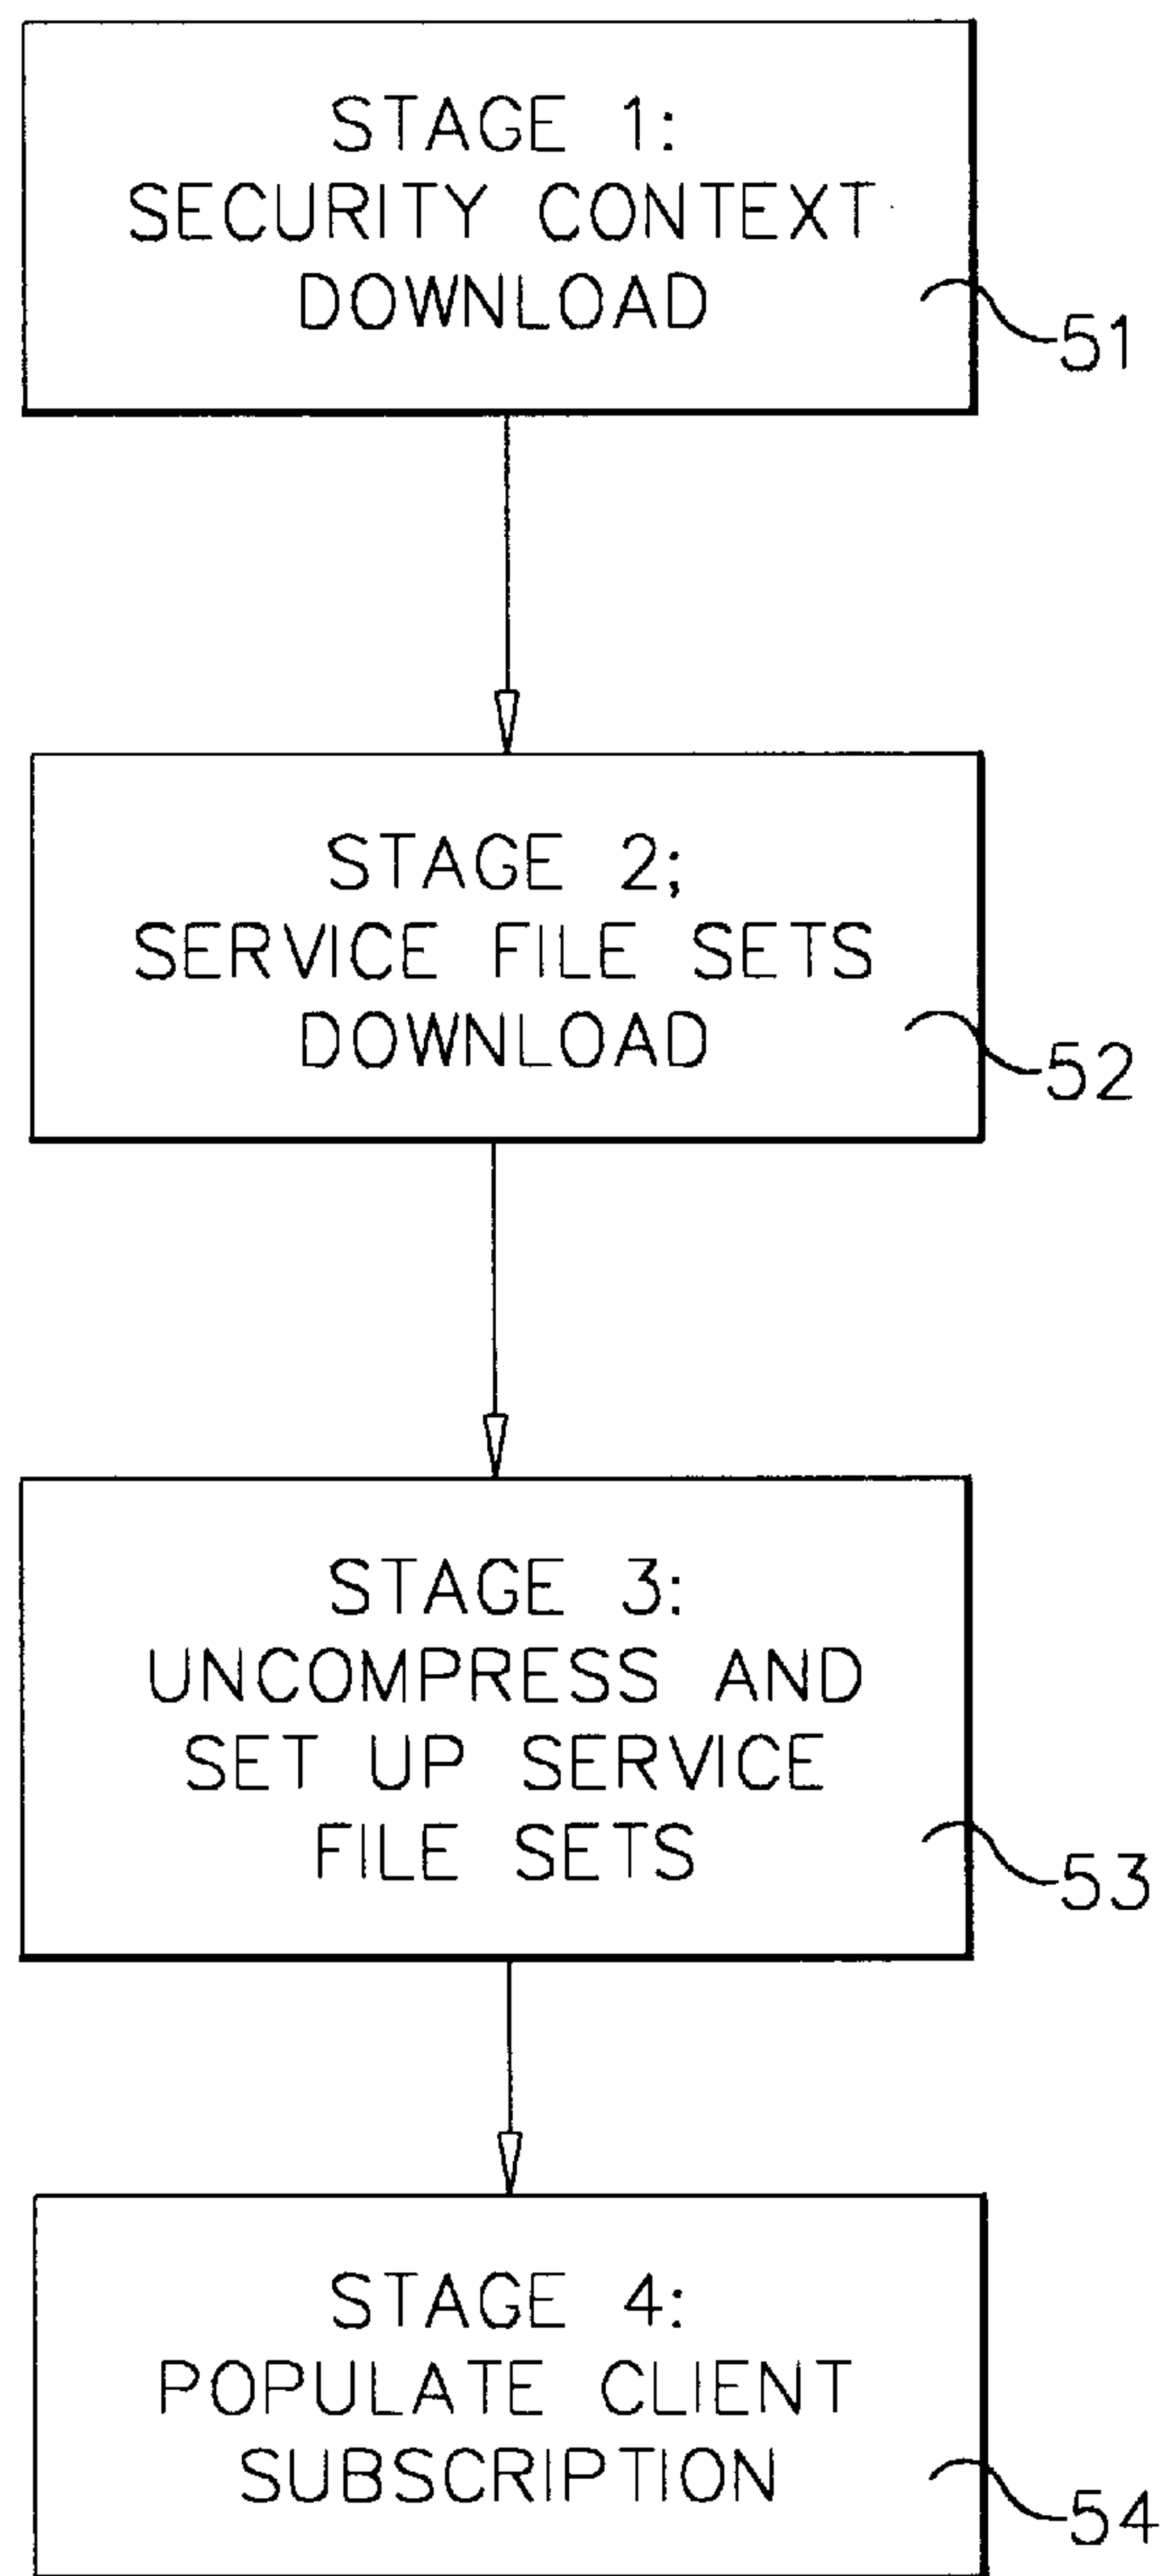 STAGE 1:
SECURITY CONTEXT
DOWNLOAD
51
STAGE 2;
SERVICE FILE SETS
DOWNLOAD
52
STAGE 3:
UNCOMPRESS AND
SET UP SERVICE
FILE SETS
53
STAGE 4:
POPULATE CLIENT
SUBSCRIPTION
54